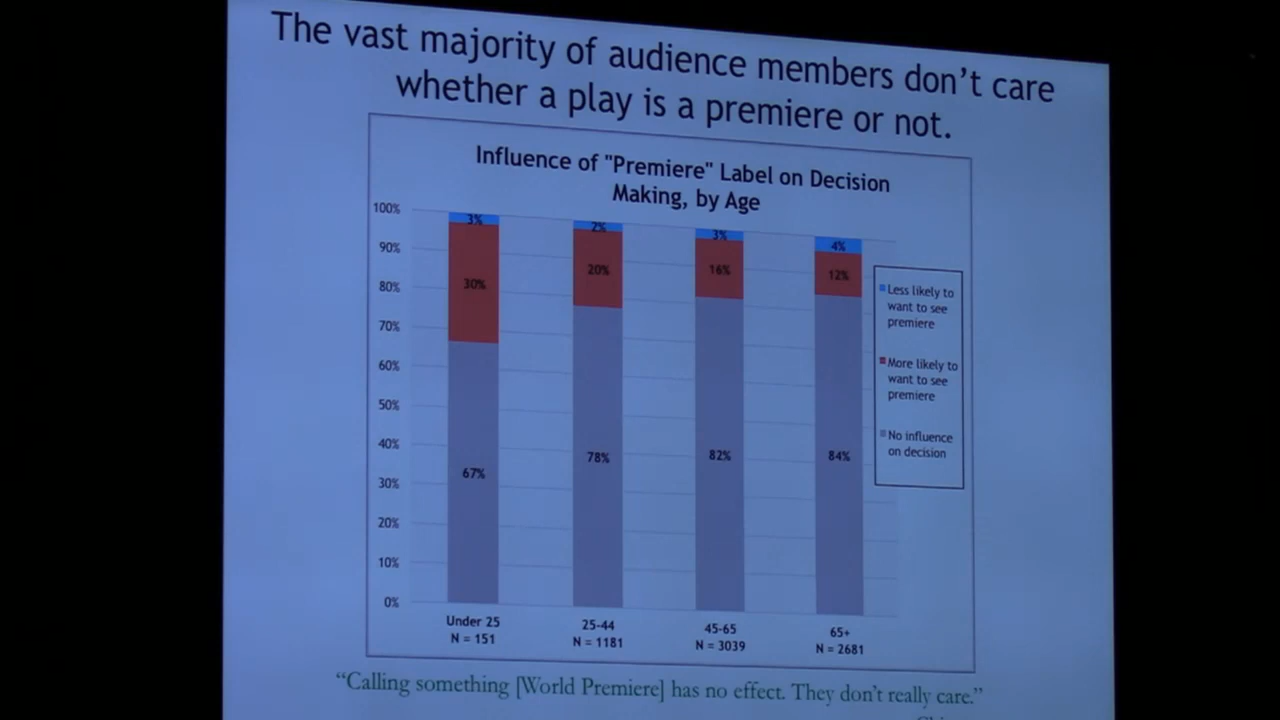 The vast majority of audience members don't care
whether a play is a premiere or not.
Influence of "Premiere" Label on Decision
Making, by Age
100%
90%
80%
70%
60%
50%
40%
30%
20%
10%
0%
3%
30%
67%
2%
20%
78%
3%
16%
82%
4%
12%
84%
Less likely to
want to see
premiere
More likely to
want to see
premiere
No influence
on decision
Under 25
N = 151
25-44
N = 1181
45-65
N = 3039
65+
N = 2681
“Calling something [World Premiere] has no effect. They don't really care.”